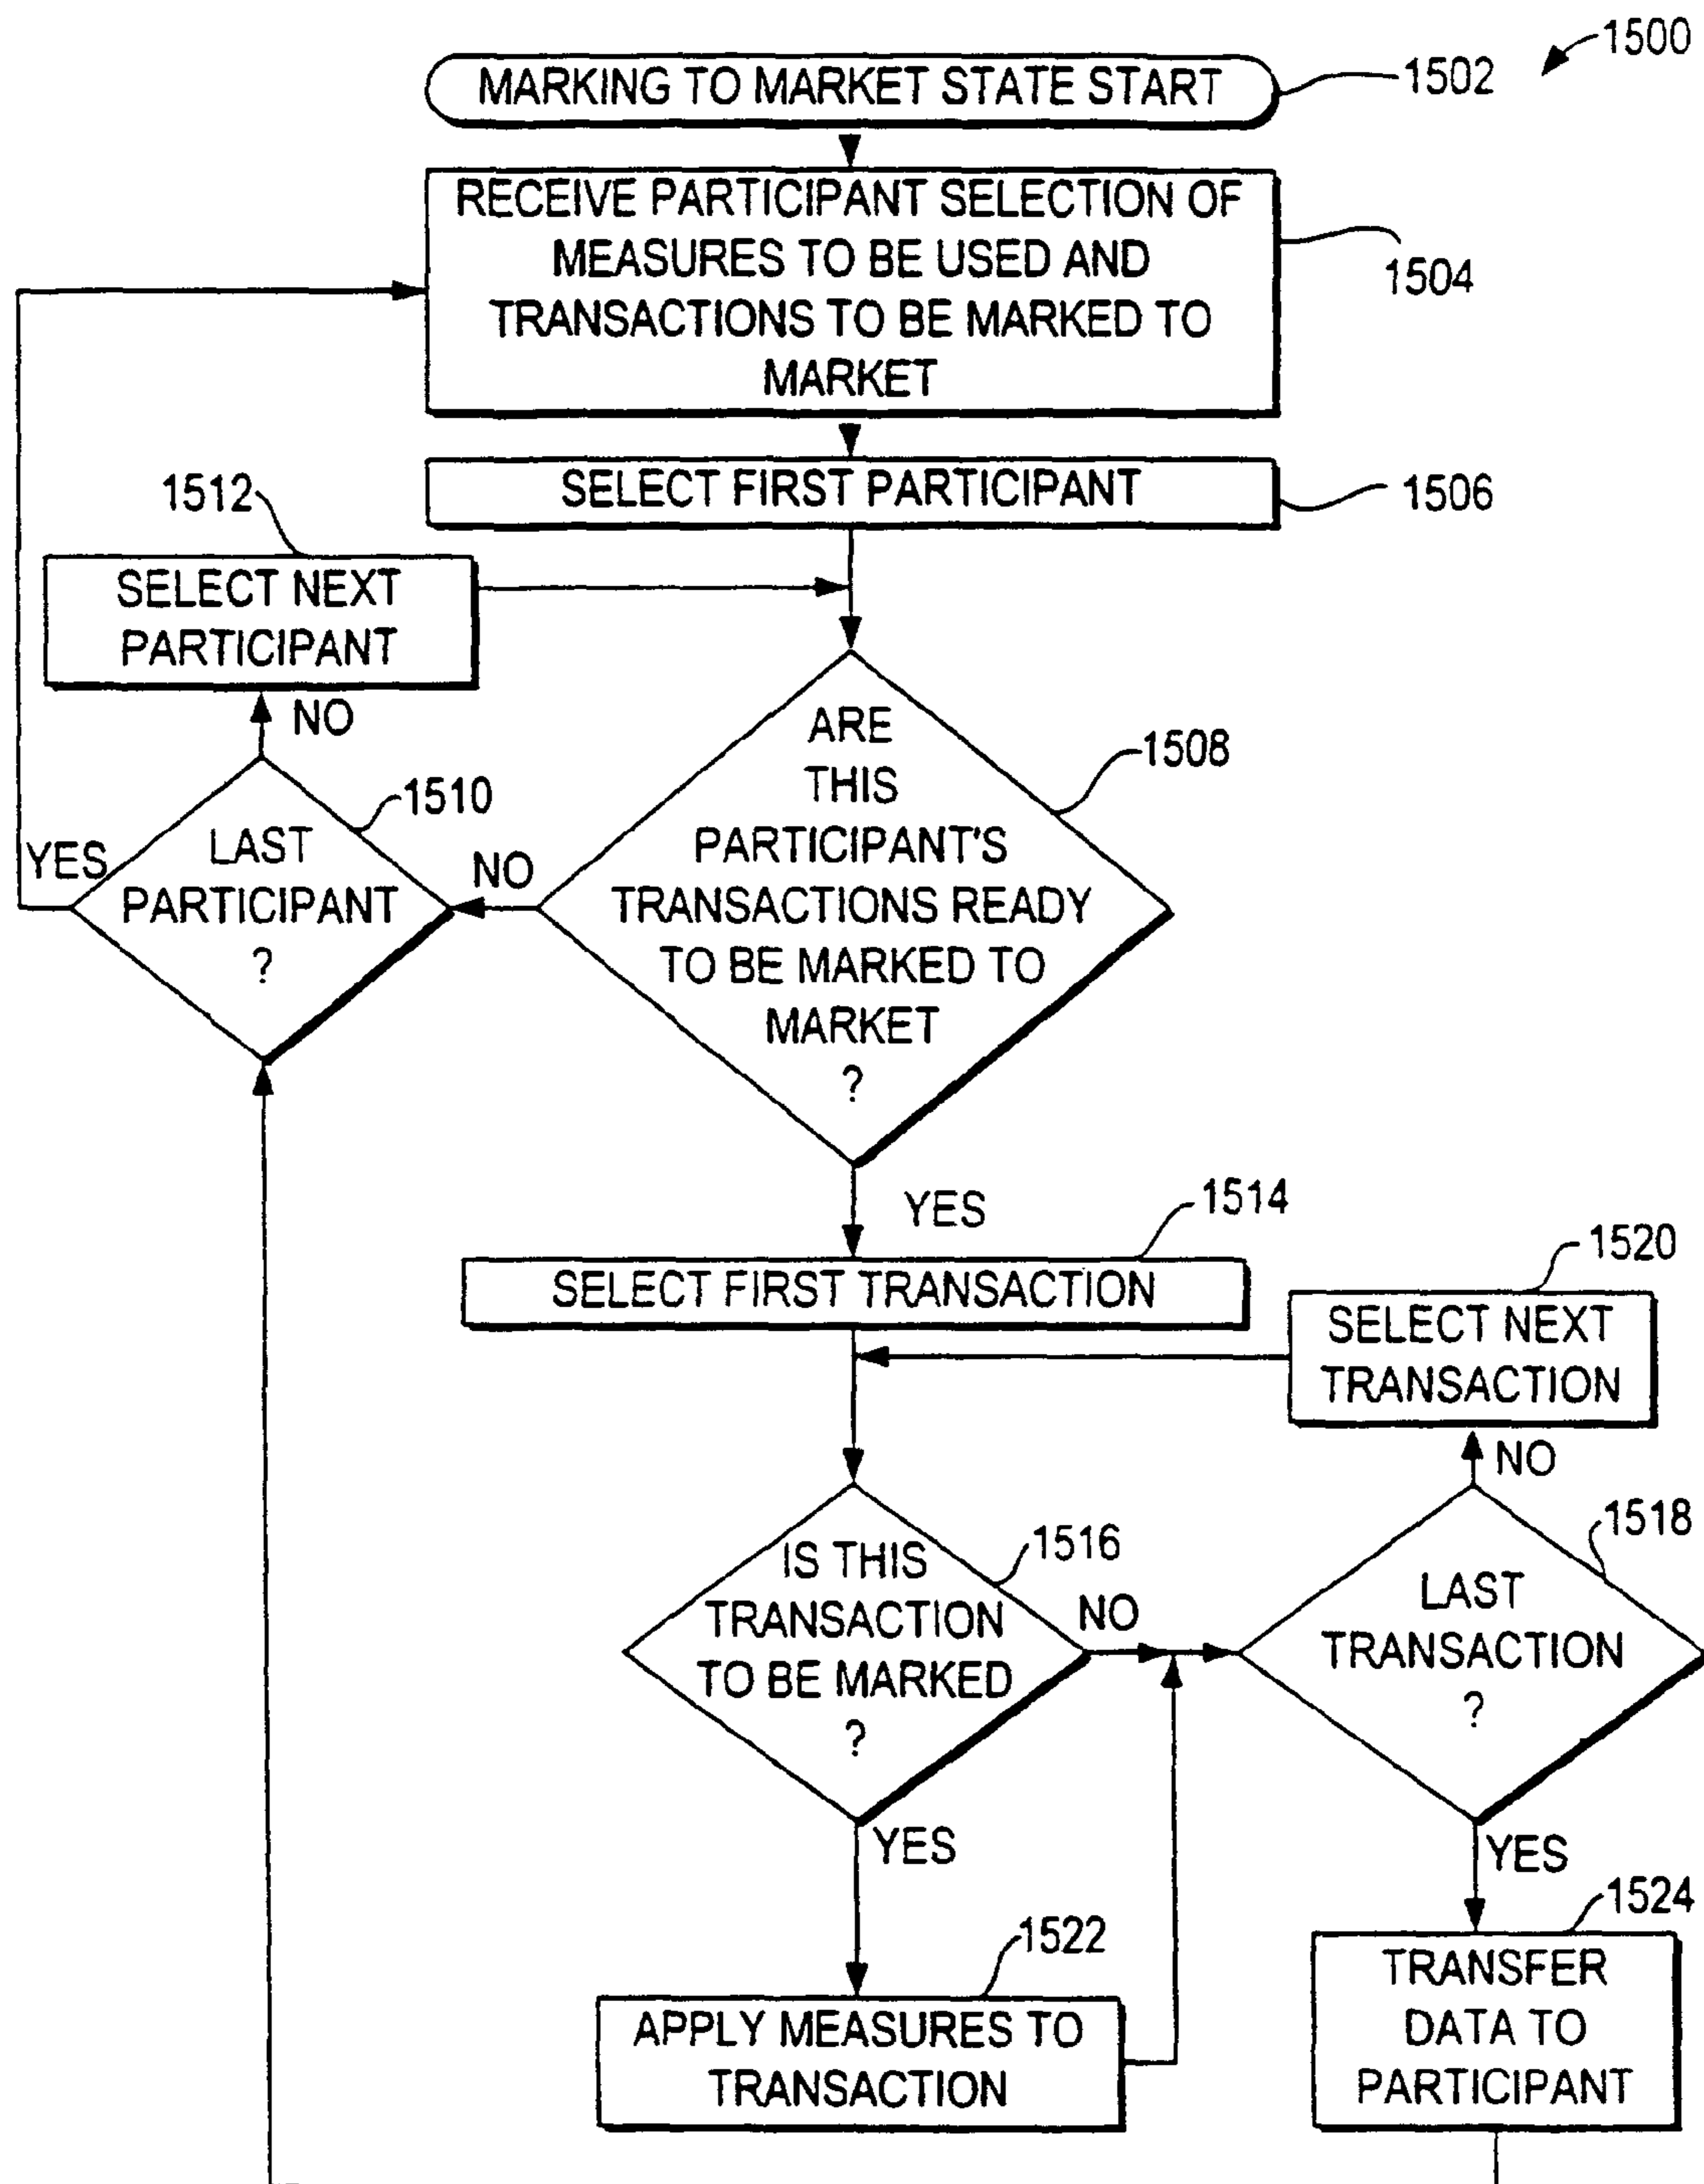 1500
MARKING TO MARKET STATE START
1502
RECEIVE PARTICIPANT SELECTION OF
MEASURES TO BE USED AND
TRANSACTIONS TO BE MARKED TO
MARKET
1504
SELECT FIRST PARTICIPANT
1506
1512
SELECT NEXT
PARTICIPANT
NO
ARE
THIS
PARTICIPANT'S
TRANSACTIONS READY
TO BE MARKED TO
MARKET
?
1508
1510
LAST
PARTICIPANT
?
YES
NO
YES
1514
SELECT FIRST TRANSACTION
1520
SELECT NEXT
TRANSACTION
NO
IS THIS
TRANSACTION
TO BE MARKED
?
1516
NO
1518
LAST
TRANSACTION
?
YES
YES
1522
APPLY MEASURES TO
TRANSACTION
1524
TRANSFER
DATA TO
PARTICIPANT